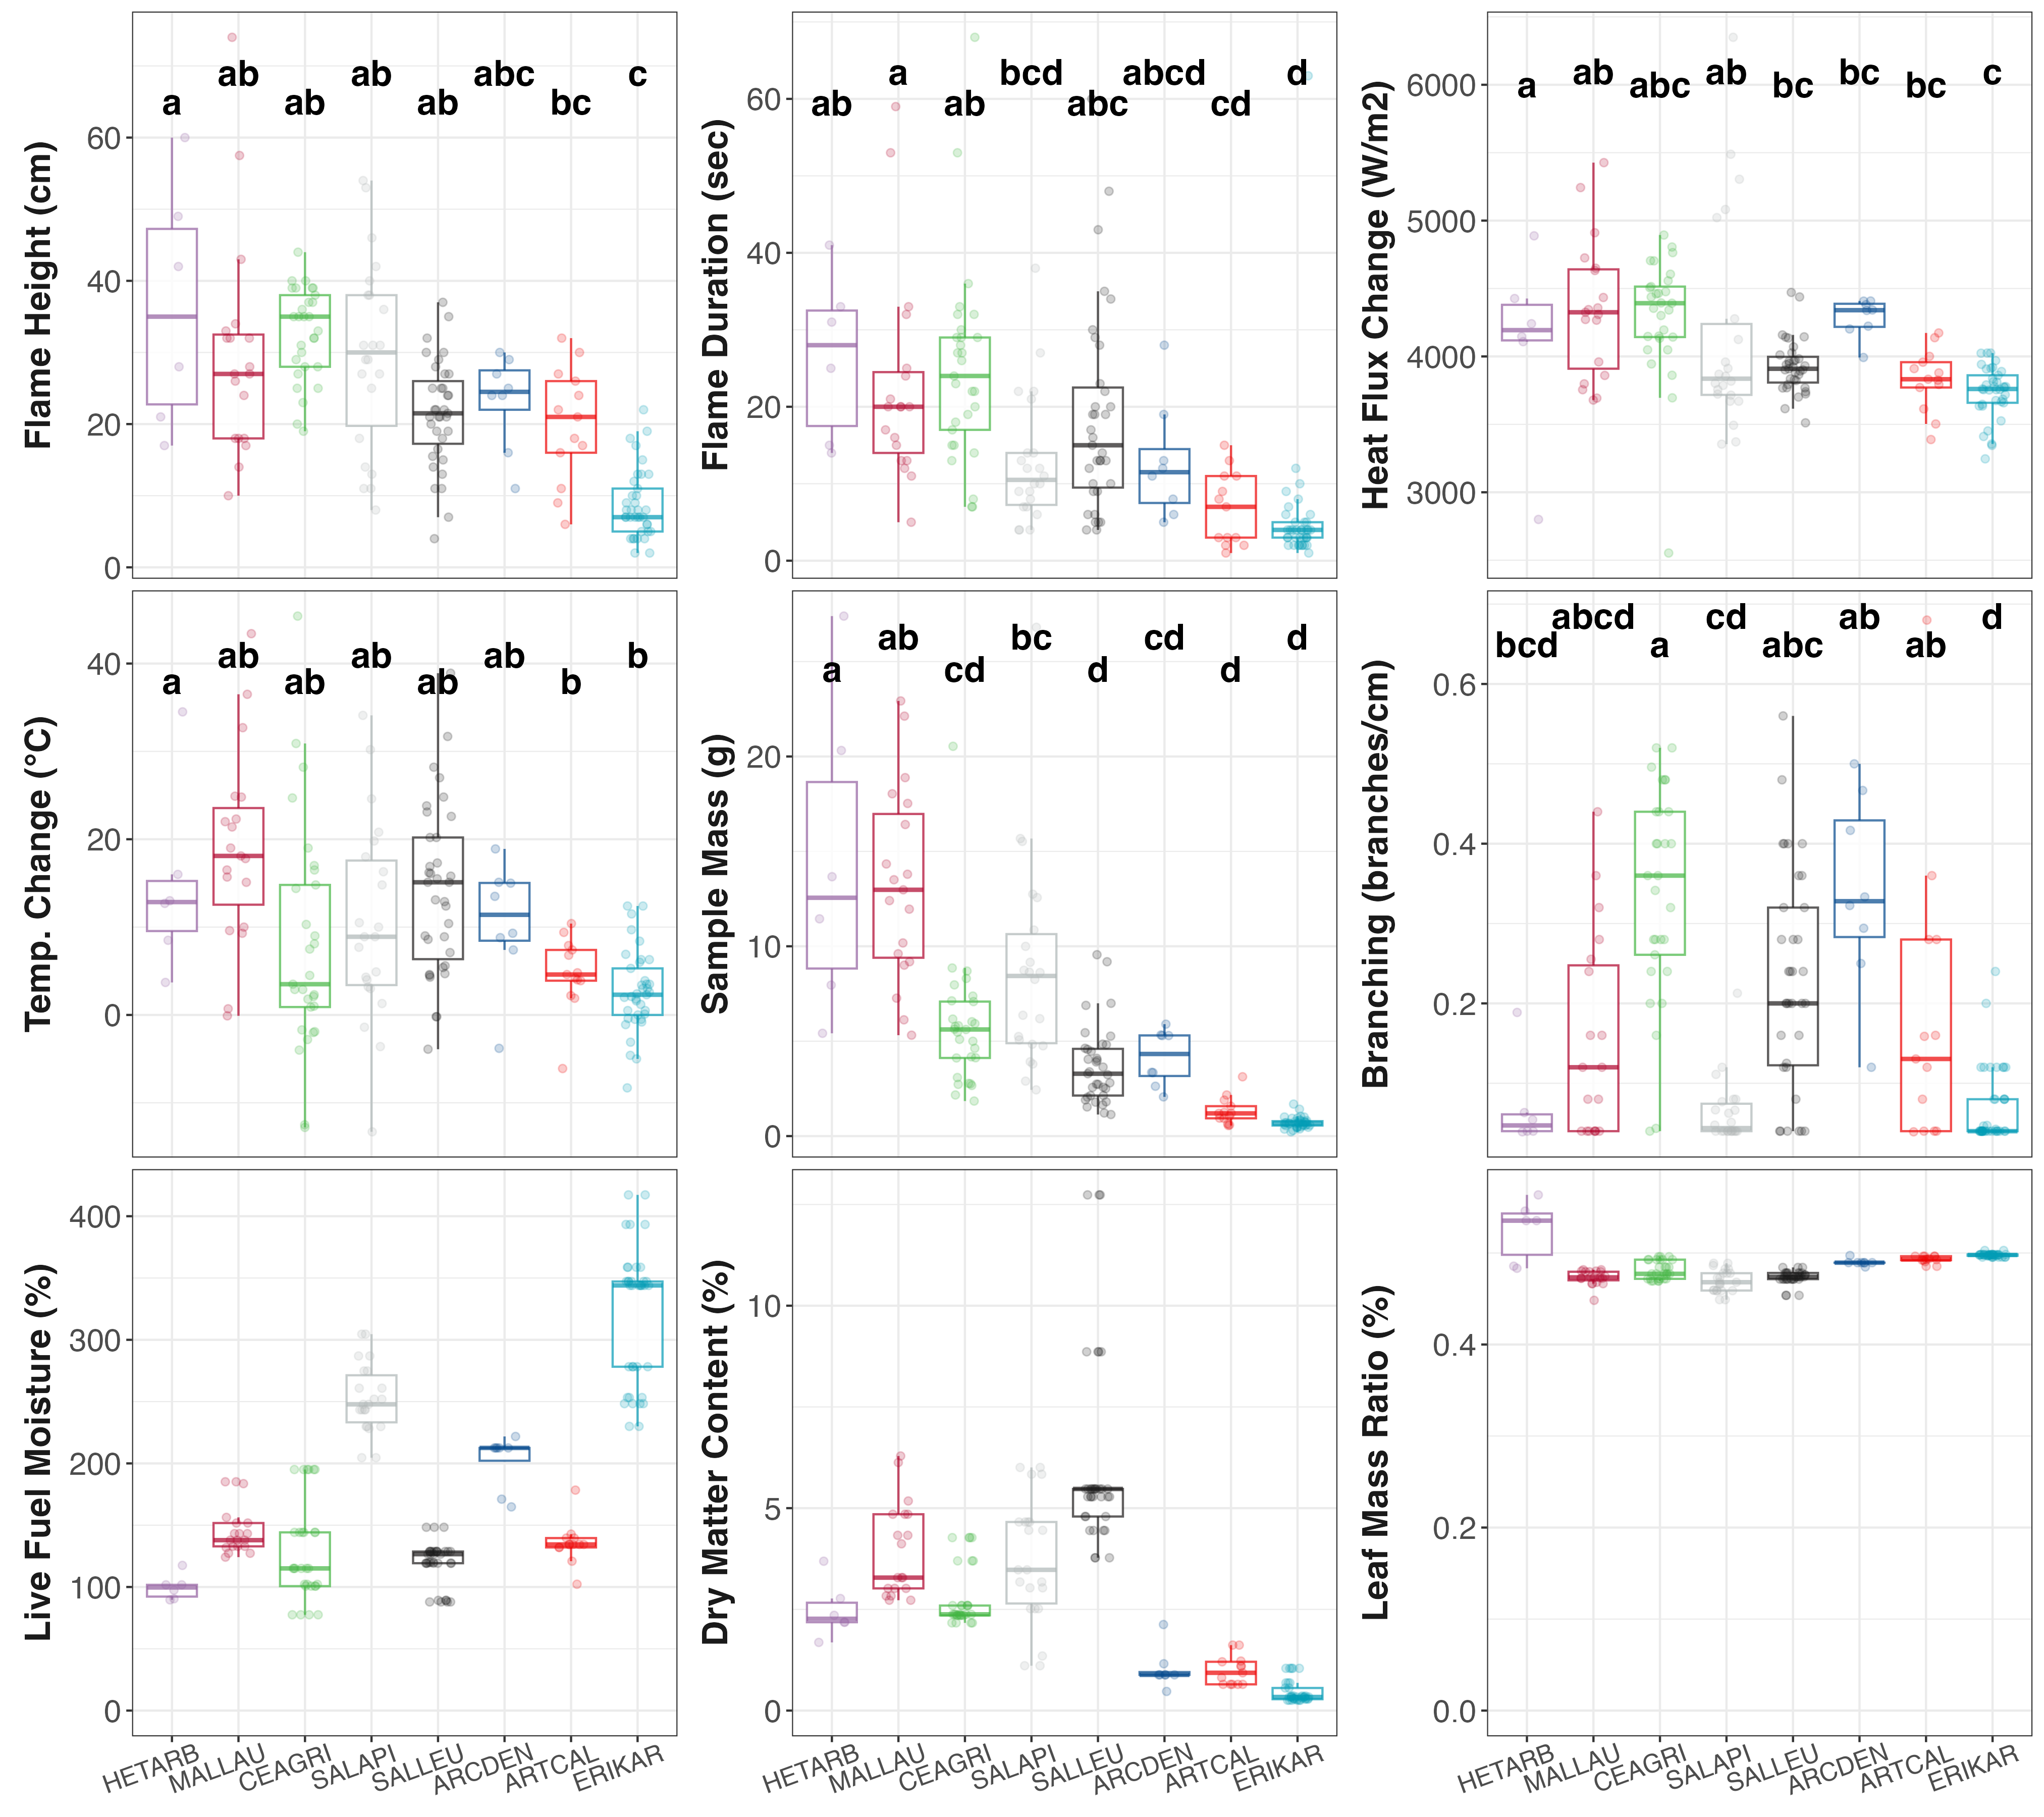 Flame Height (cm)
60
40
20
0
a
ab
ab
ab
ab
abc
bc
c
Flame Duration (sec)
60
40
20
0
ab
a
ab
bcd
abc
abcd
cd
d
Heat Flux Change (W/m2)
6000
5000
4000
3000
a
ab
abc
ab
bc
bc
bc
c
Temp. Change (°C)
40
20
0
a
ab
ab
ab
ab
ab
b
b
Sample Mass (g)
20
10
0
a
ab
cd
bc
d
cd
d
d
Branching (branches/cm)
0.6
0.4
0.2
bcd
abcd
a
cd
abc
ab
ab
d
Live Fuel Moisture (%)
400
300
200
100
0
HETARB
MALLAU
CEAGRI
SALAPI
SALLEU
ARCDEN
ARTCAL
ERIKAR
Dry Matter Content (%)
10
5
0
HETARB
MALLAU
CEAGRI
SALAPI
SALLEU
ARCDEN
ARTCAL
ERIKAR
Leaf Mass Ratio (%)
0.4
0.2
0.0
HETARB
MALLAU
CEAGRI
SALAPI
SALLEU
ARCDEN
ARTCAL
ERIKAR